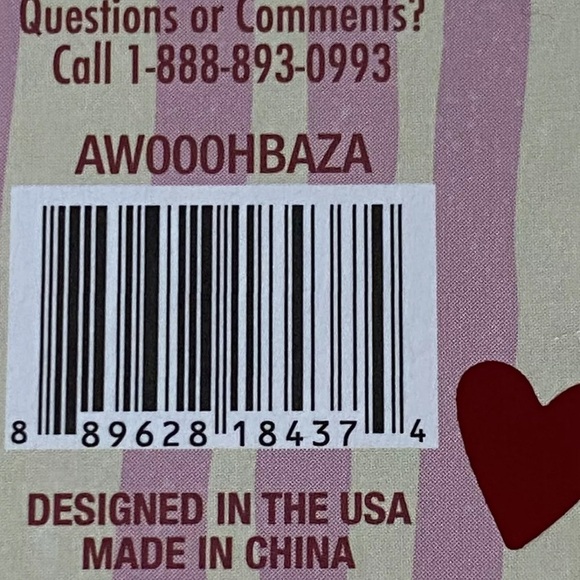 Questions or Comments?
Call 1-888-893-0993
AW000HBAZA
8 89628 18437 4
DESIGNED IN THE USA
MADE IN CHINA